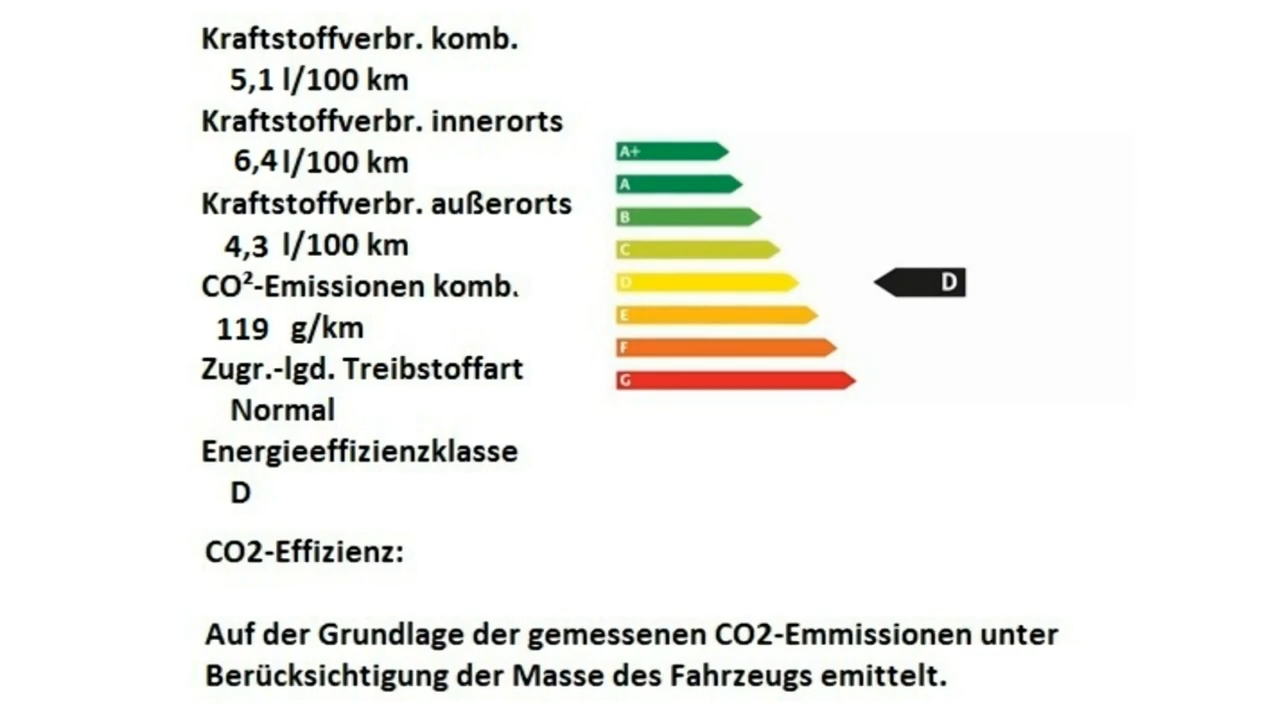 Kraftstoffverbr. komb.
5,1 l/100 km
Kraftstoffverbr. innerorts
6,4 l/100 km
Kraftstoffverbr. außerorts
4,3 l/100 km
CO²-Emissionen komb.
119 g/km
Zugr.-lgd. Treibstoffart
Normal
Energieeffizienzklasse
D
A+
A
B
C
D
D
E
F
G
CO2-Effizienz:
Auf der Grundlage der gemessenen CO2-Emmissionen unter
Berücksichtigung der Masse des Fahrzeugs emittelt.